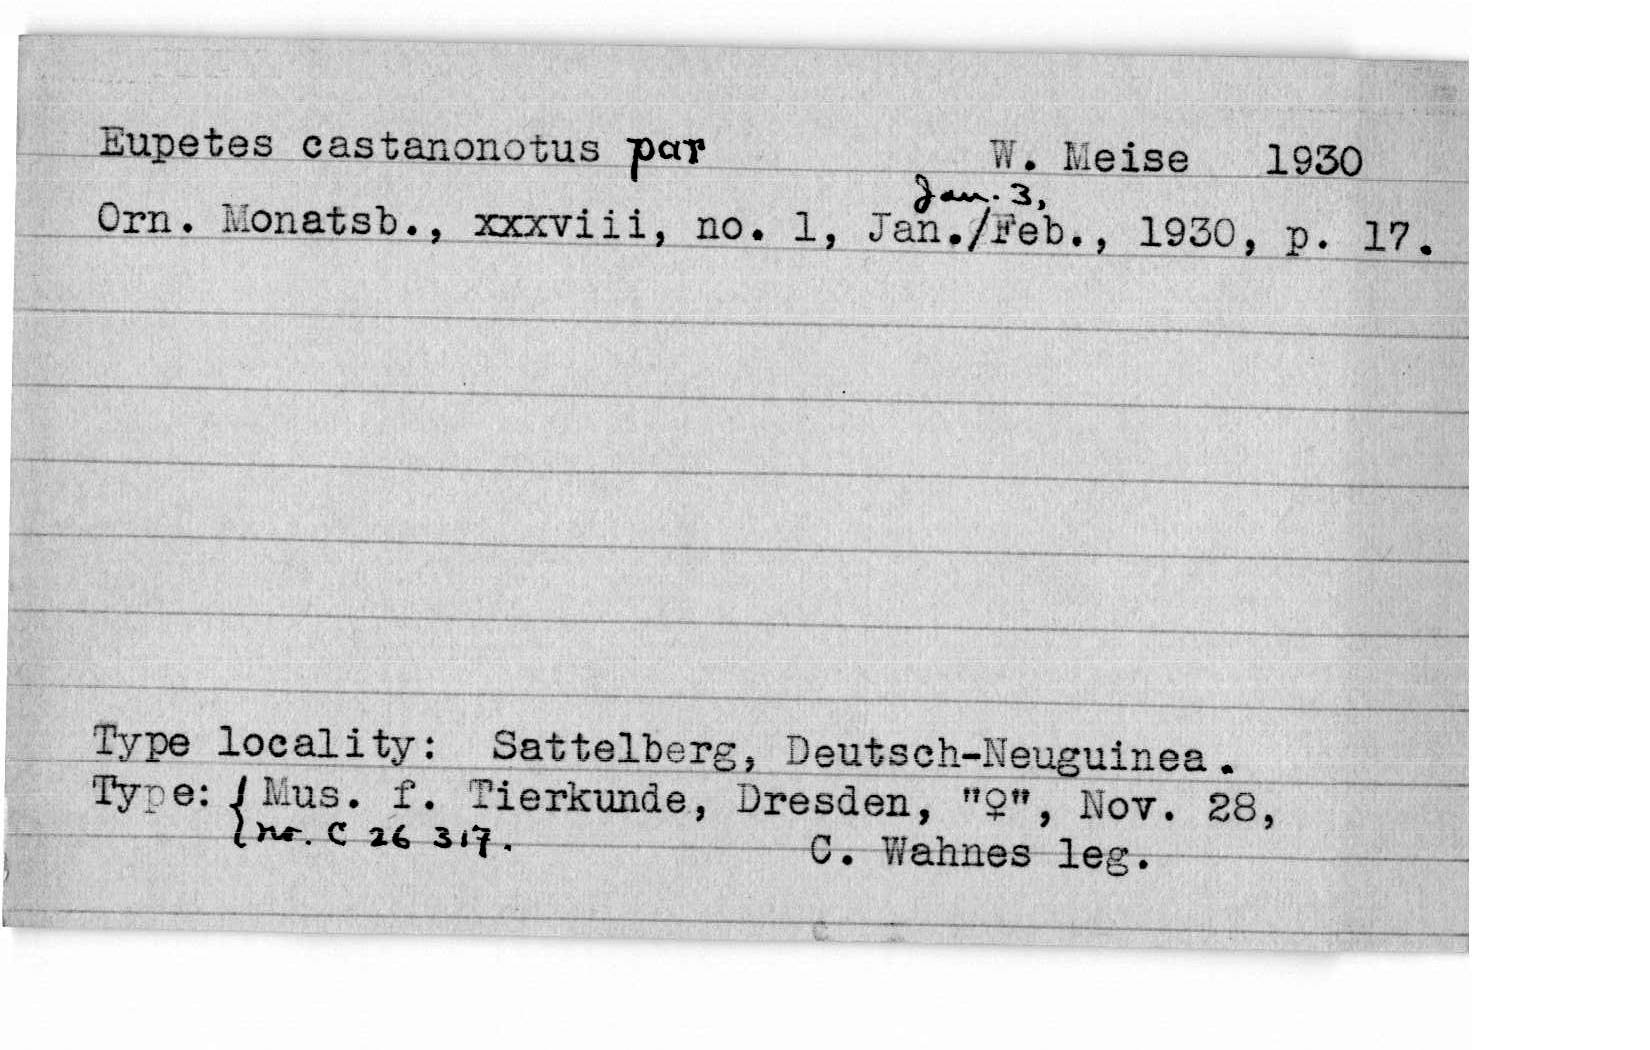 Eupetes castanonotus par W. Meise 1930
Jan. 3,
Orn. Monatsb., xxxviii, no. 1, Jan./Feb., 1930, p. 17.
Type locality: Sattelberg, Deutsch-Neuguinea.
Type: { Mus. f. Tierkunde, Dresden, "♀", Nov. 28,
nr. C 26 317.
C. Wahnes leg.